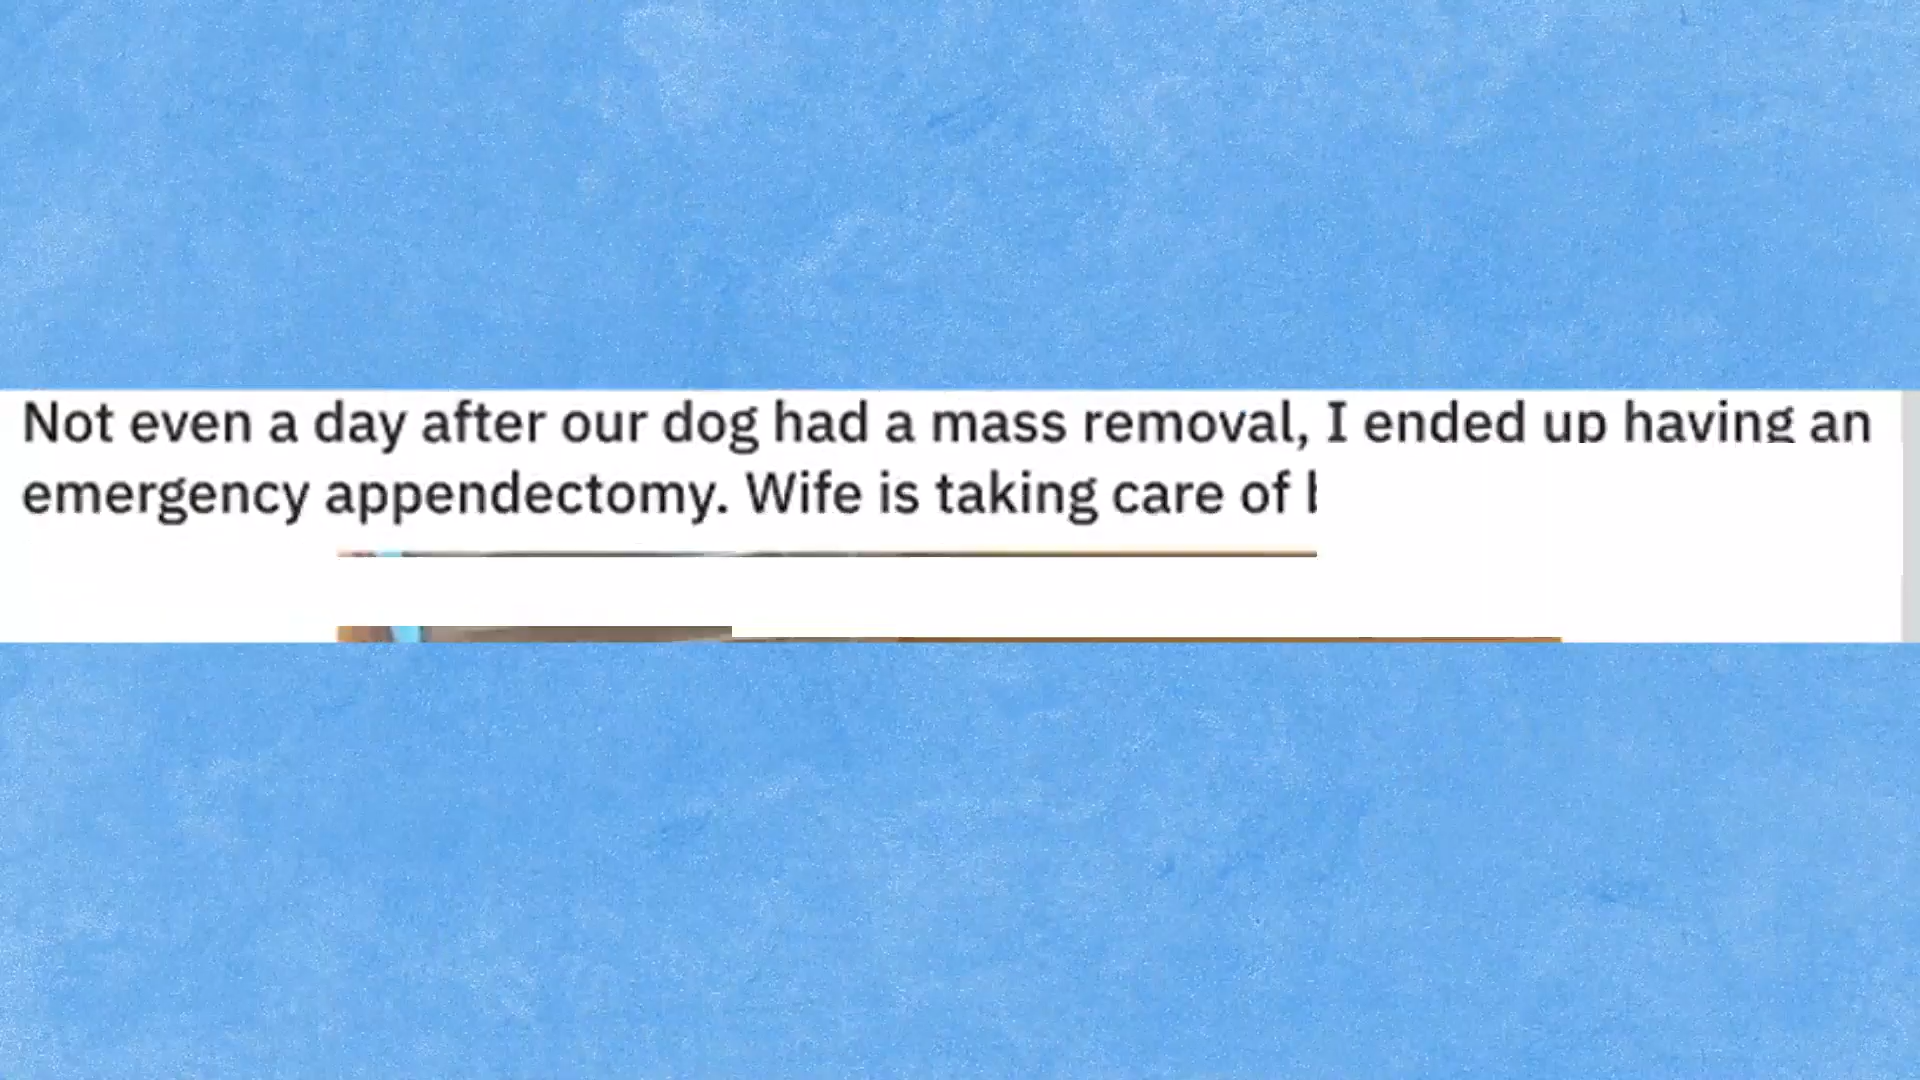 Not even a day after our dog had a mass removal, I ended up having an
emergency appendectomy. Wife is taking care of